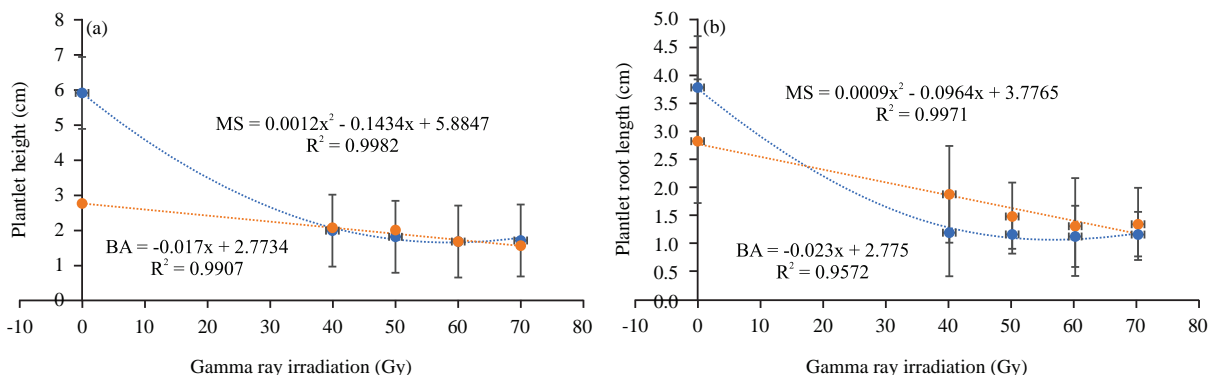 (a)
Plantlet height (cm)
8
7
6
5
4
3
2
1
0
MS = 0.0012x² - 0.1434x + 5.8847
R² = 0.9982
BA = -0.017x + 2.7734
R² = 0.9907
-10 0 10 20 30 40 50 60 70 80
Gamma ray irradiation (Gy)
(b)
Plantlet root length (cm)
5.0
4.5
4.0
3.5
3.0
2.5
2.0
1.5
1.0
0.5
0.0
MS = 0.0009x² - 0.0964x + 3.7765
R² = 0.9971
BA = -0.023x + 2.775
R² = 0.9572
-10 0 10 20 30 40 50 60 70 80
Gamma ray irradiation (Gy)